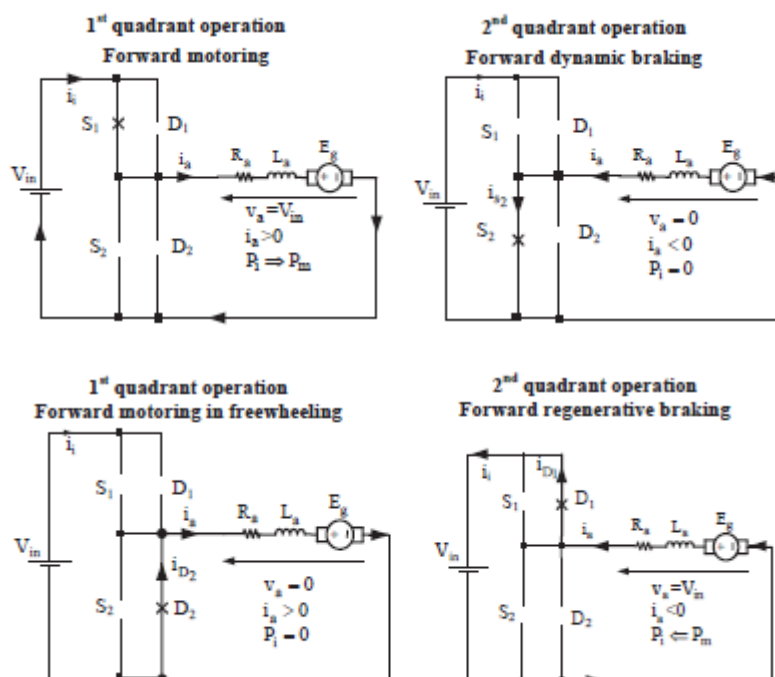 1st quadrant operation
Forward motoring
ii
S1
D1
ia
Ra
La
Eg
+ -
Vin
va=Vin
ia>0
Pi⇒Pm
S2
D2
2nd quadrant operation
Forward dynamic braking
ii
S1
D1
ia
Ra
La
Eg
+ -
Vin
is2
va=0
ia<0
Pi=0
S2
D2
1st quadrant operation
Forward motoring in freewheeling
ii
S1
D1
ia
Ra
La
Eg
+ -
Vin
iD2
va=0
ia>0
Pi=0
S2
D2
2nd quadrant operation
Forward regenerative braking
ii
iD1
S1
D1
ia
Ra
La
Eg
+ -
Vin
va=Vin
ia<0
Pi⇐Pm
S2
D2